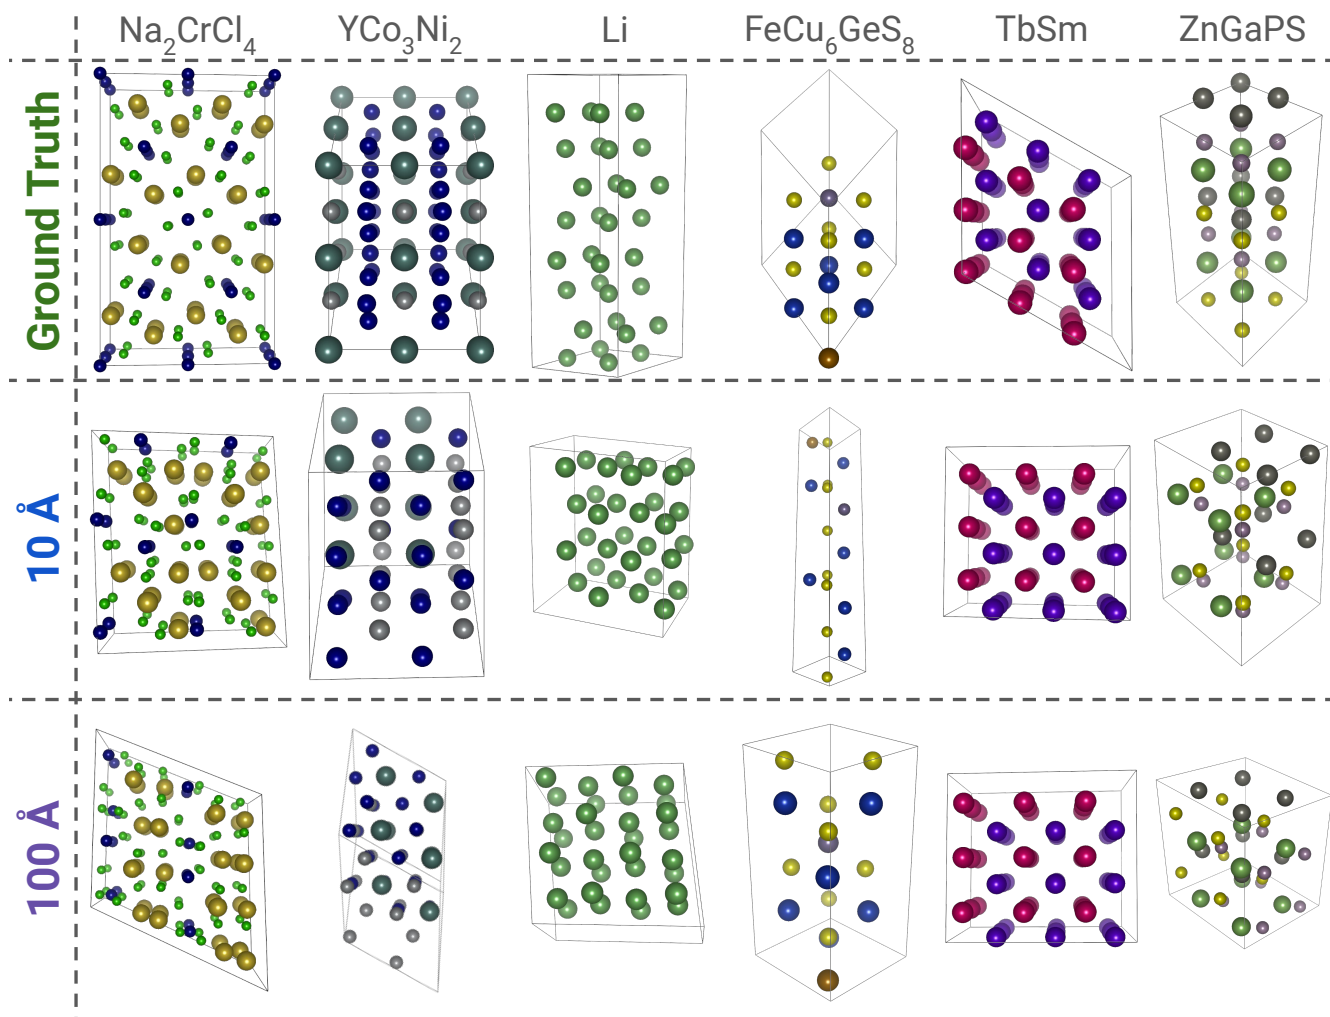 Na₂CrCl₄ YCo₃Ni₂ Li FeCu₆GeS₈ TbSm ZnGaPS
Ground Truth
10 Å
100 Å